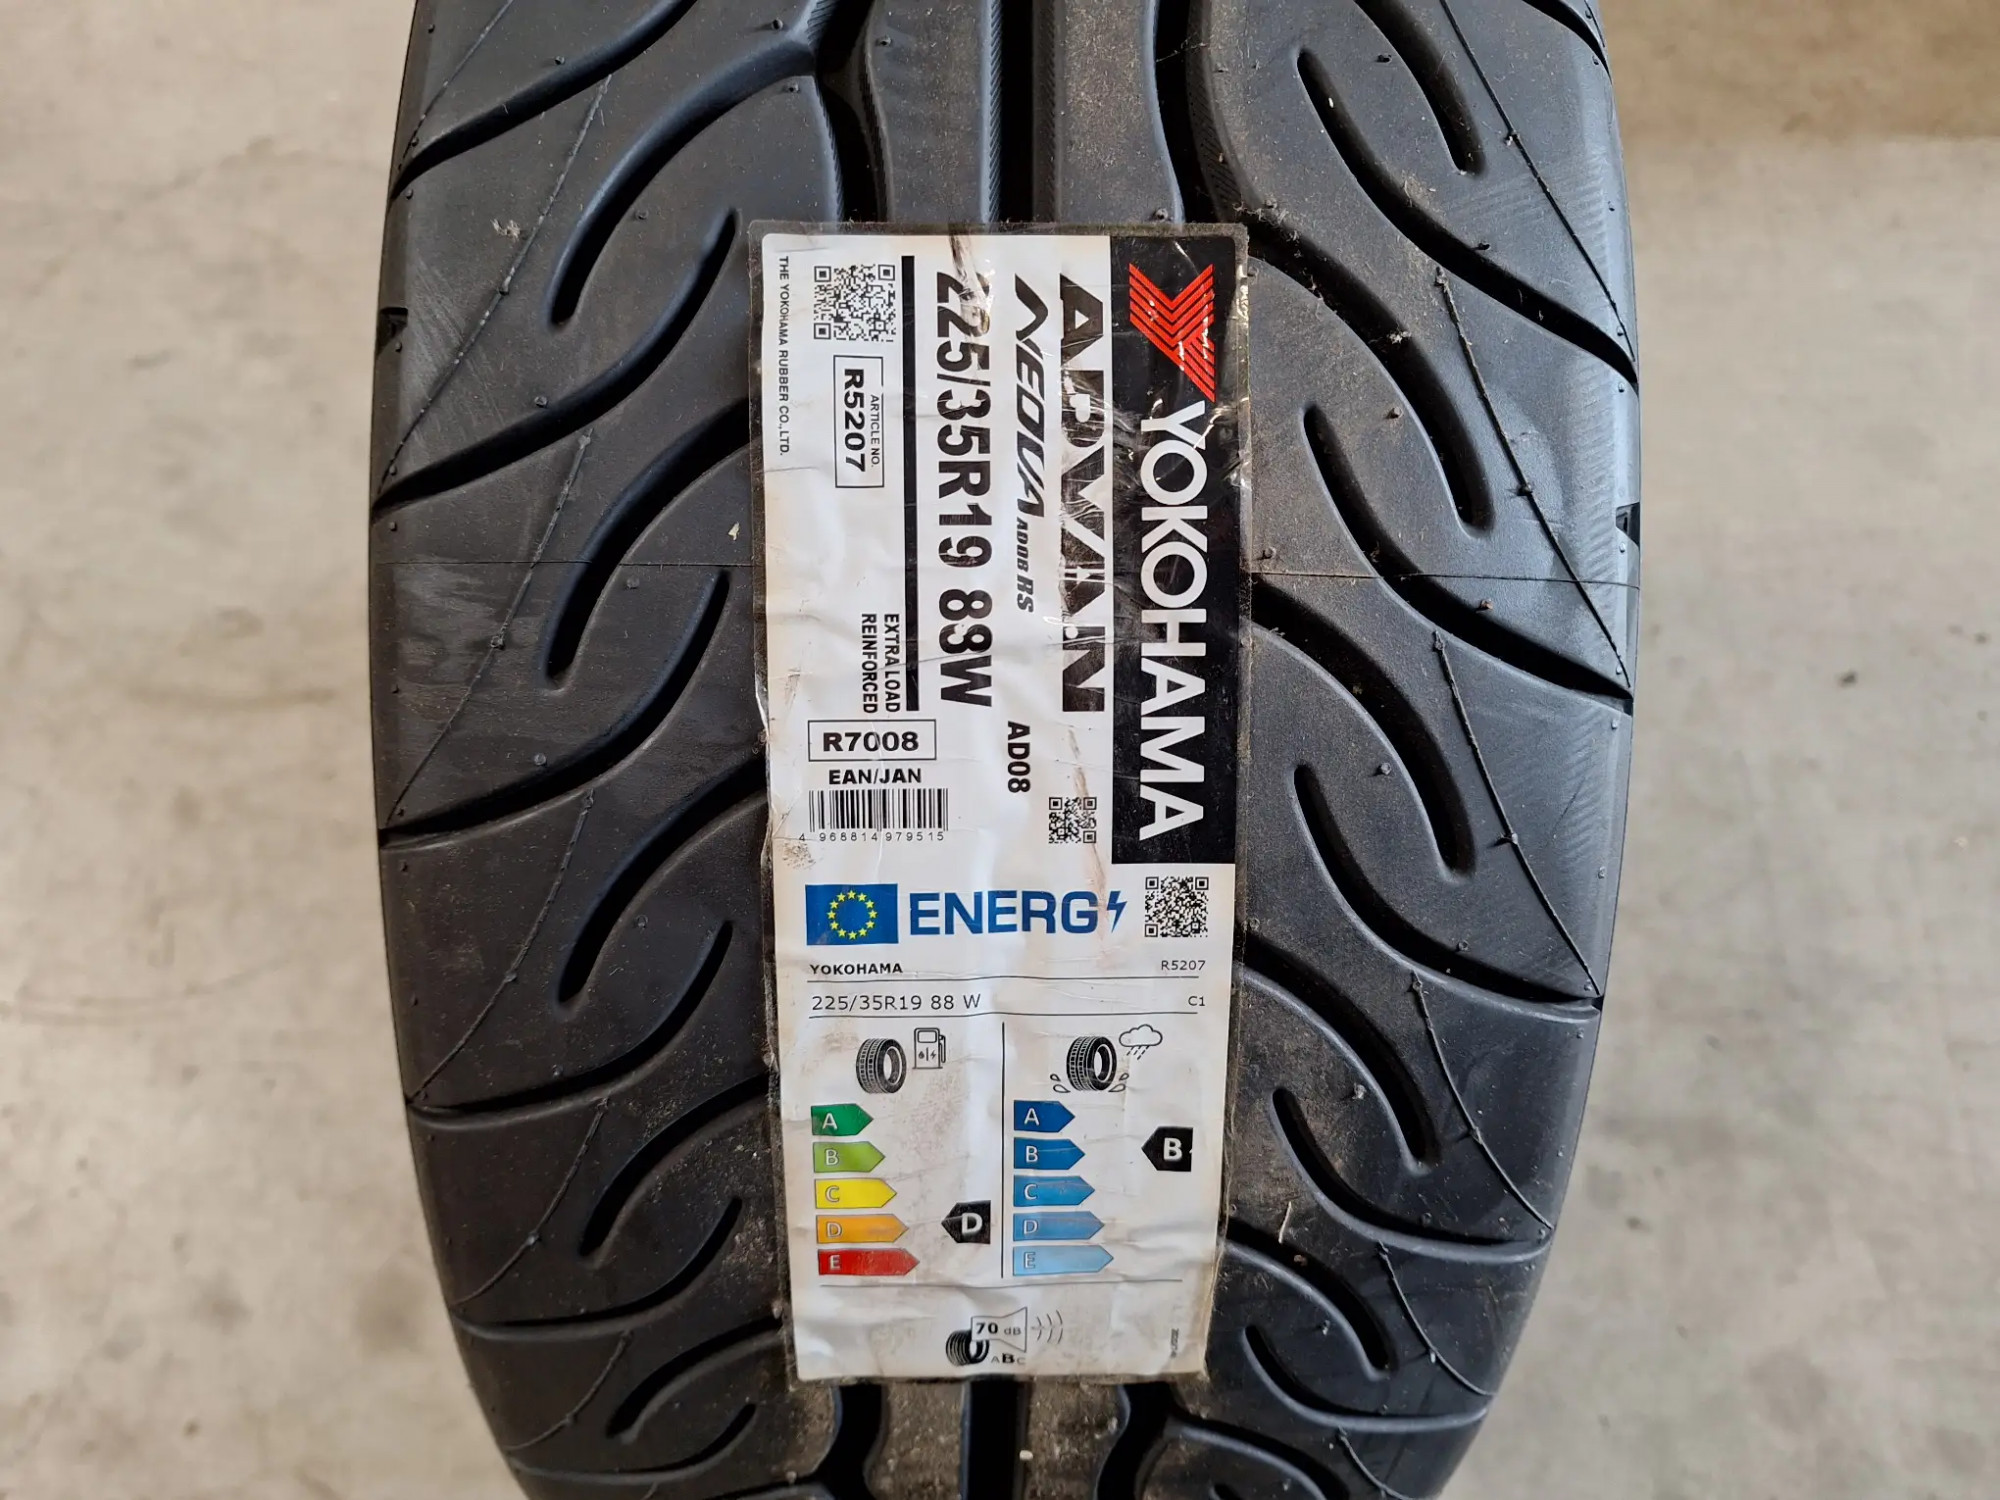 YOKOHAMA
ADVAN
NEOVA AD08 RS
AD08
225/35R19 88W
EXTRA LOAD
REINFORCED
ARTICLE NO.
R5207
THE YOKOHAMA RUBBER CO., LTD.
R7008
EAN/JAN
4 968814 979515
ENERG
YOKOHAMA R5207
225/35R19 88 W C1
A
B
C
D
E
D
A
B
C
D
E
B
70 dB
ABC